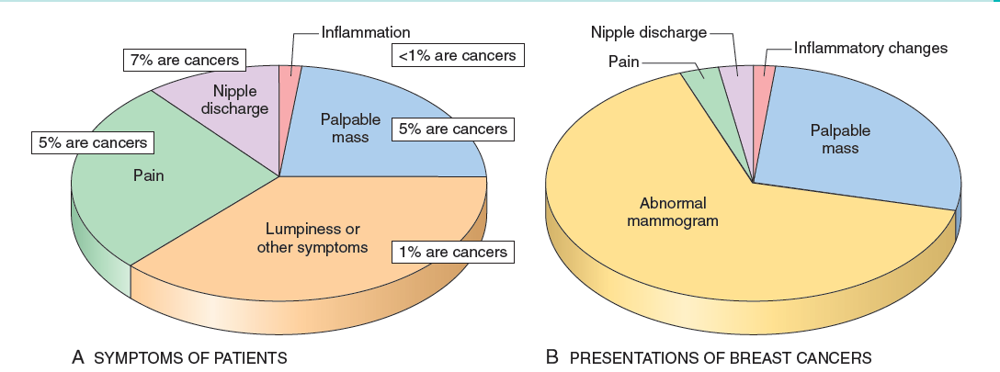 Inflammation
7% are cancers
<1% are cancers
Nipple
discharge
Palpable
mass
5% are cancers
5% are cancers
Pain
Lumpiness or
other symptoms
1% are cancers
A SYMPTOMS OF PATIENTS
Nipple discharge
Inflammatory changes
Pain
Palpable
mass
Abnormal
mammogram
B PRESENTATIONS OF BREAST CANCERS